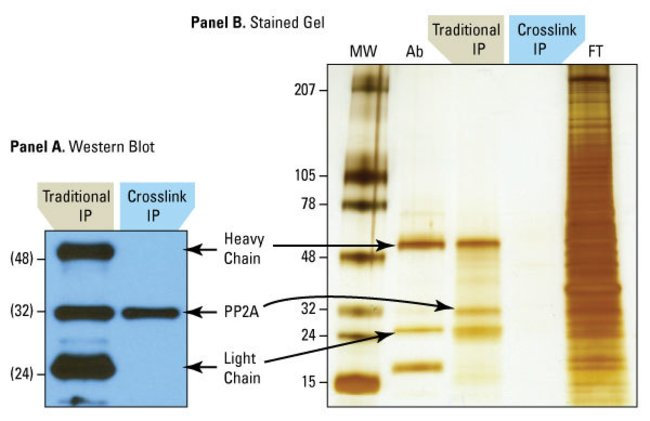 Panel B. Stained Gel
Traditional
IP
Crosslink
IP
MW
Ab
FT
207
105
78
48
32
24
15
Panel A. Western Blot
Traditional
IP
Crosslink
IP
(48)
(32)
(24)
Heavy
Chain
PP2A
Light
Chain